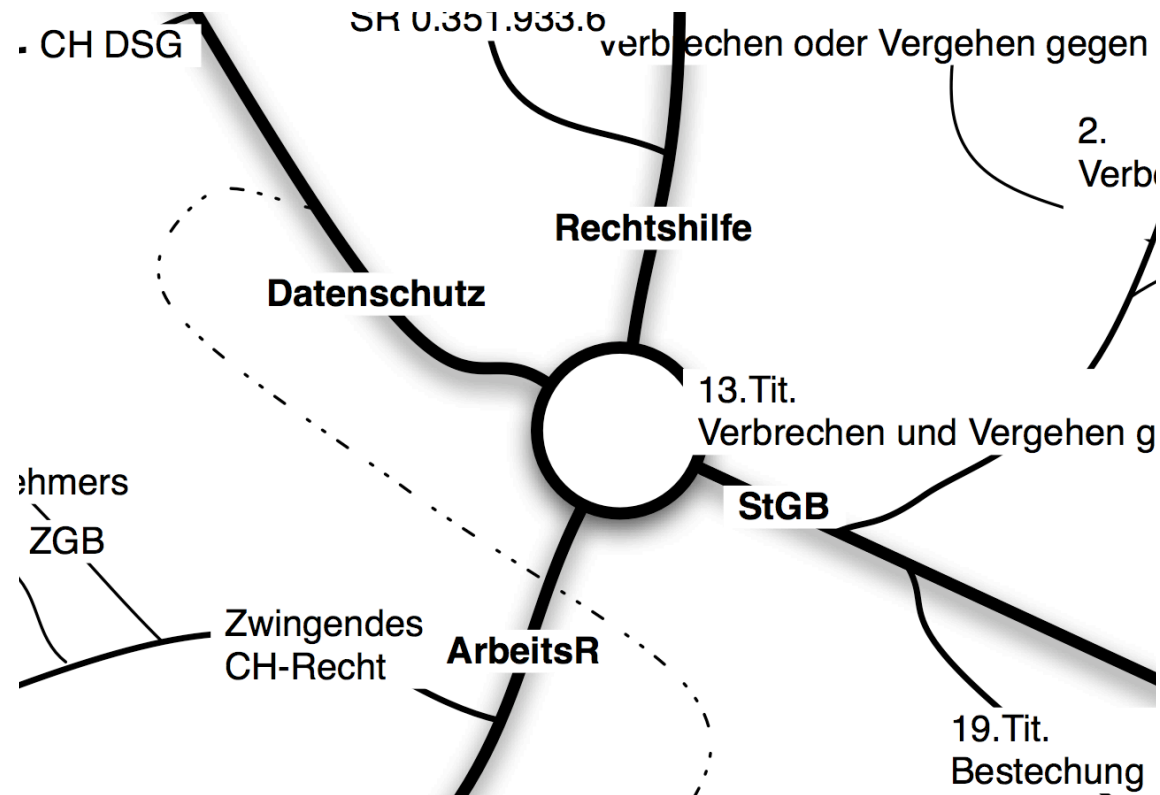 SR 0.351.933.6
CH DSG
Verbrechen oder Vergehen gegen
2.
Rechtshilfe
Datenschutz
13.Tit.
Verbrechen und Vergehen g
ehmers
StGB
ZGB
Zwingendes
CH-Recht
ArbeitsR
19.Tit.
Bestechung